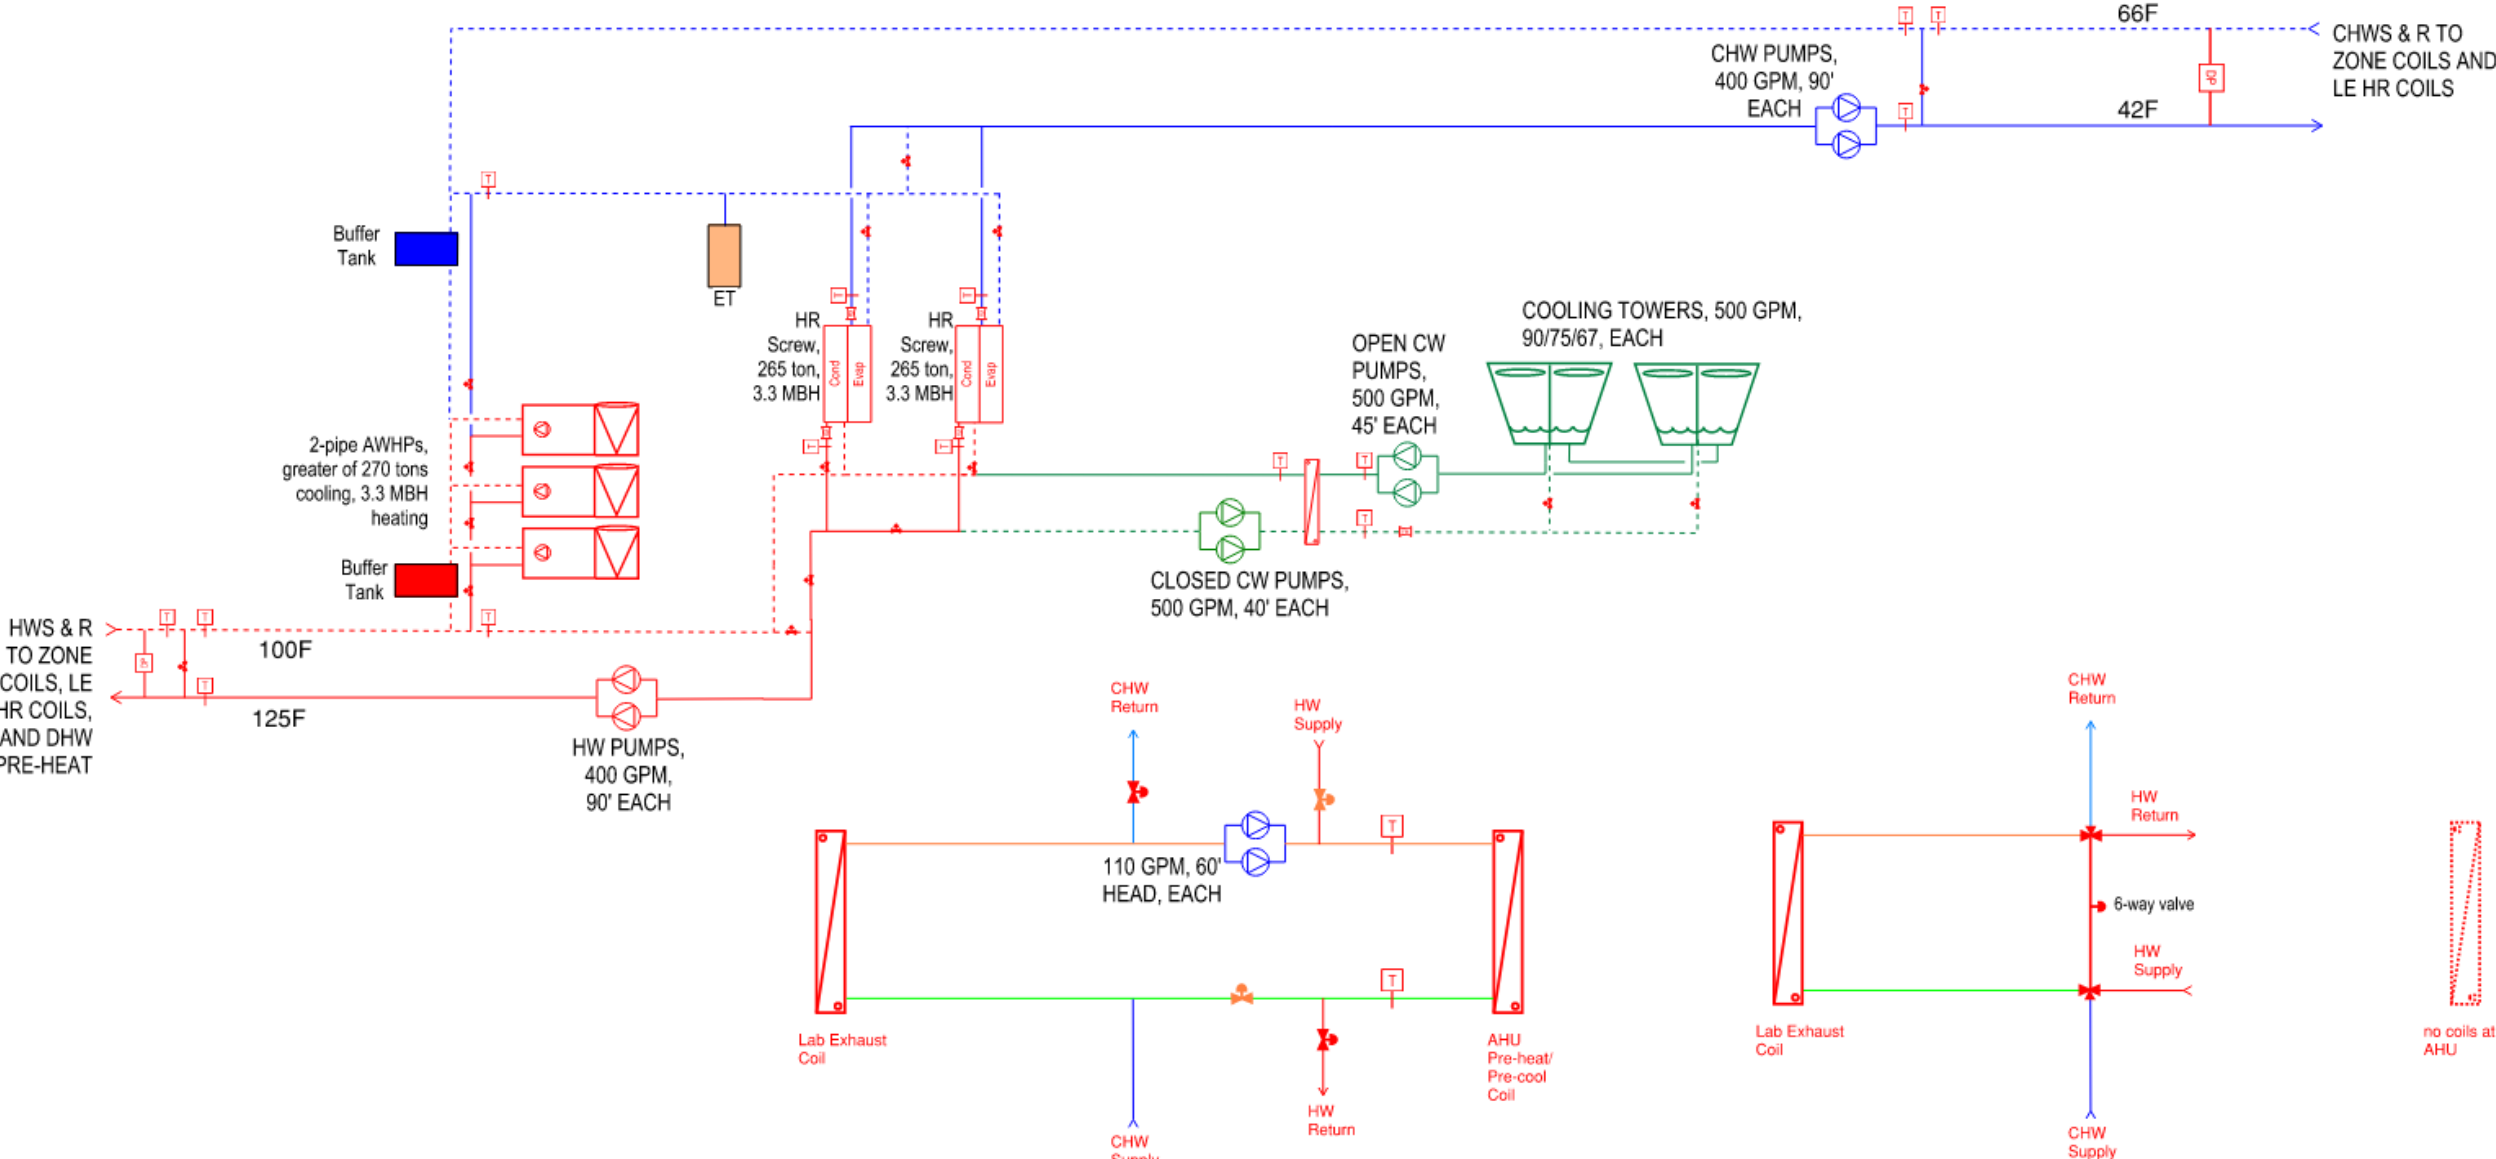 66F
CHWS & R TO
ZONE COILS AND
LE HR COILS
CHW PUMPS,
400 GPM, 90'
EACH
42F
DP
T
T
T
T
Buffer
Tank
ET
HR
Screw,
265 ton,
3.3 MBH
Cond
Evap
T
T
HR
Screw,
265 ton,
3.3 MBH
Cond
Evap
T
T
COOLING TOWERS, 500 GPM,
90/75/67, EACH
OPEN CW
PUMPS,
500 GPM,
45' EACH
T
T
T
2-pipe AWHPs,
greater of 270 tons
cooling, 3.3 MBH
heating
Buffer
Tank
CLOSED CW PUMPS,
500 GPM, 40' EACH
HWS & R
TO ZONE
COILS, LE
HR COILS,
AND DHW
PRE-HEAT
T
T
T
T
100F
125F
HW PUMPS,
400 GPM,
90' EACH
CHW
Return
HW
Supply
T
110 GPM, 60'
HEAD, EACH
T
Lab Exhaust
Coil
AHU
Pre-heat/
Pre-cool
Coil
HW
Return
CHW
Supply
CHW
Return
HW
Return
6-way valve
HW
Supply
Lab Exhaust
Coil
no coils at
AHU
CHW
Supply